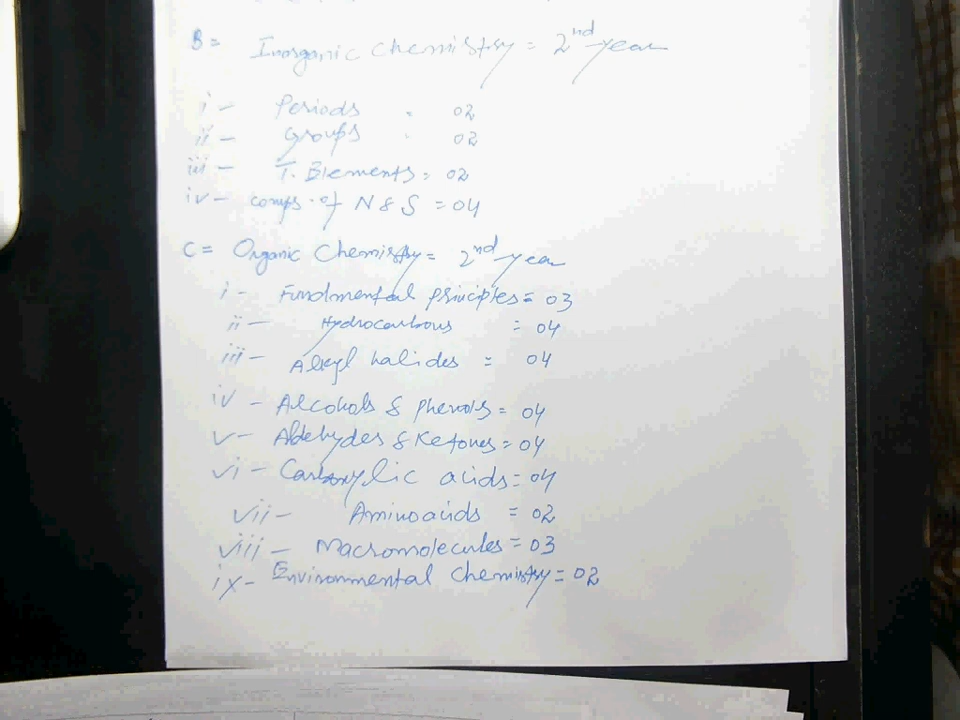 B = Inorganic Chemistry = 2nd year
i - Periods . 02
ii - Groups . 02
iii - T. Elements = 02
iv - comps. of N & S = 04
C = Organic Chemistry = 2nd year
i - Fundmental principles = 03
ii - Hydrocarbons = 04
iii - Alkyl halides = 04
iv - Alcohols & phenols = 04
v - Aldehydes & Ketones = 04
vi - Carboxylic acids = 04
vii - Aminoacids = 02
viii - Macromolecules = 03
ix - Environmental chemistry = 02